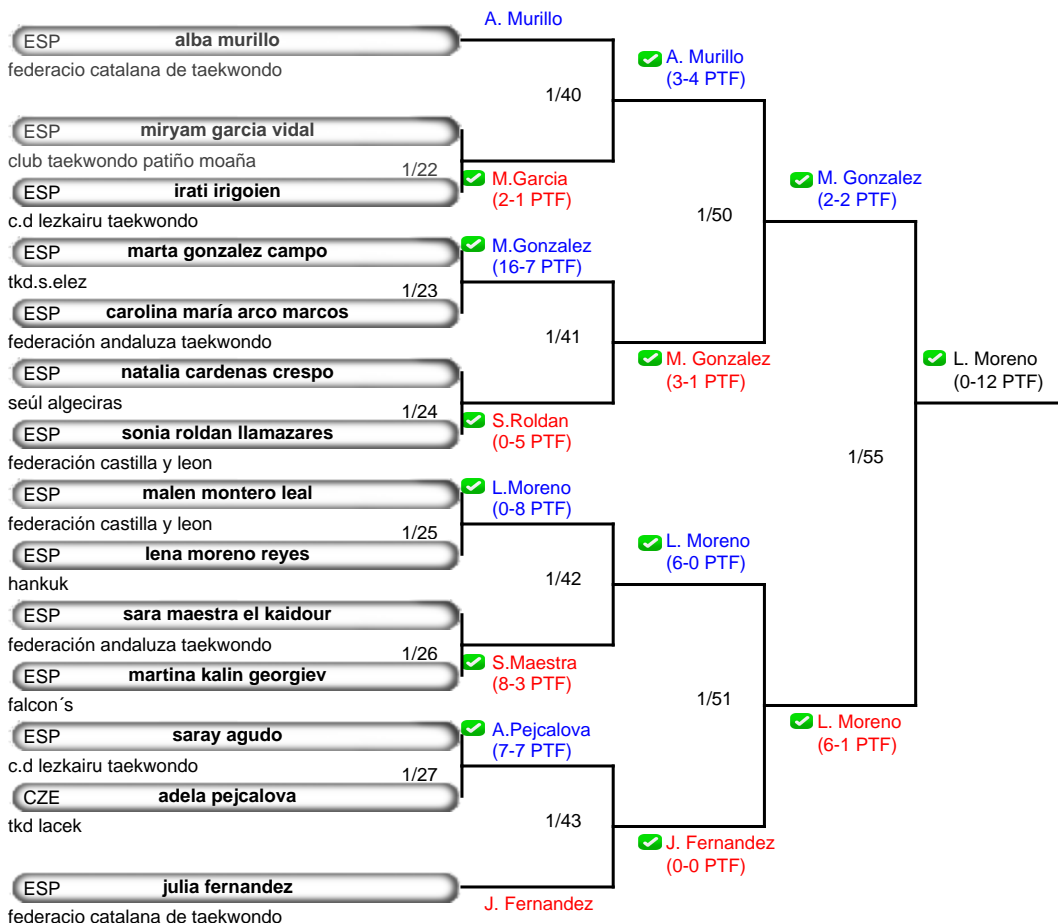 A. Murillo
ESP alba murillo
federacio catalana de taekwondo
A. Murillo
(3-4 PTF)
1/40
ESP miryam garcia vidal
club taekwondo patiño moaña
1/22
M.Garcia
(2-1 PTF)
ESP irati irigoien
c.d lezkairu taekwondo
M. Gonzalez
(2-2 PTF)
1/50
ESP marta gonzalez campo
tkd.s.elez
M.Gonzalez
(16-7 PTF)
1/23
ESP carolina maría arco marcos
federación andaluza taekwondo
1/41
M. Gonzalez
(3-1 PTF)
L. Moreno
(0-12 PTF)
ESP natalia cardenas crespo
seúl algeciras
1/24
S.Roldan
(0-5 PTF)
ESP sonia roldan llamazares
federación castilla y leon
1/55
ESP malen montero leal
federación castilla y leon
L.Moreno
(0-8 PTF)
1/25
ESP lena moreno reyes
hankuk
L. Moreno
(6-0 PTF)
1/42
ESP sara maestra el kaidour
federación andaluza taekwondo
1/26
S.Maestra
(8-3 PTF)
ESP martina kalin georgiev
falcon´s
1/51
L. Moreno
(6-1 PTF)
ESP saray agudo
c.d lezkairu taekwondo
A.Pejcalova
(7-7 PTF)
1/27
CZE adela pejcalova
tkd lacek
1/43
J. Fernandez
(0-0 PTF)
ESP julia fernandez
federacio catalana de taekwondo
J. Fernandez